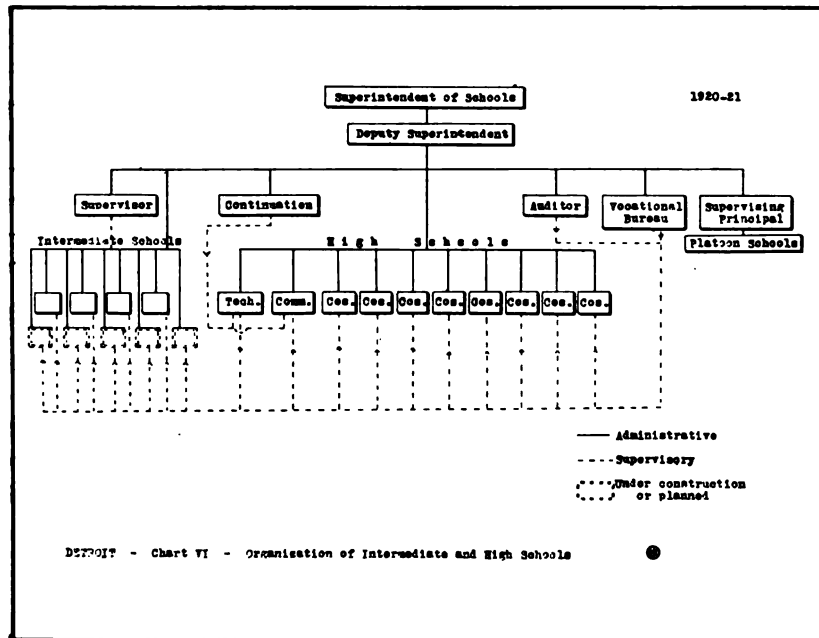 Superintendent of Schools
1920-21
Deputy Superintendent
Supervisor
Continuation
Auditor
Vocational
Bureau
Supervising
Principal
Intermediate Schools
High Schools
Platoon Schools
Tech.
Comm.
Cos.
Cos.
Cos.
Cos.
Cos.
Cos.
Cos.
Cos.
Administrative
Supervisory
Under construction
or planned
DETROIT - Chart VI - Organization of Intermediate and High Schools